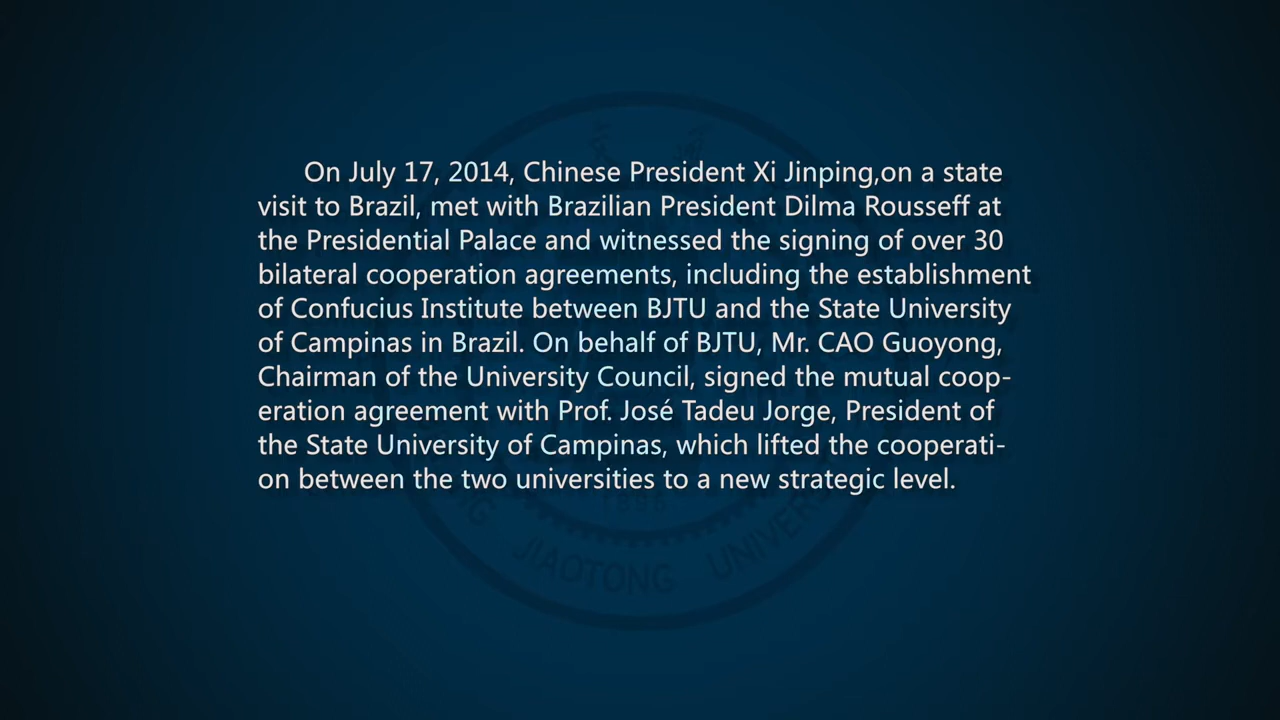 On July 17, 2014, Chinese President Xi Jinping,on a state
visit to Brazil, met with Brazilian President Dilma Rousseff at
the Presidential Palace and witnessed the signing of over 30
bilateral cooperation agreements, including the establishment
of Confucius Institute between BJTU and the State University
of Campinas in Brazil. On behalf of BJTU, Mr. CAO Guoyong,
Chairman of the University Council, signed the mutual coop-
eration agreement with Prof. José Tadeu Jorge, President of
the State University of Campinas, which lifted the cooperati-
on between the two universities to a new strategic level.
JIAOTONG